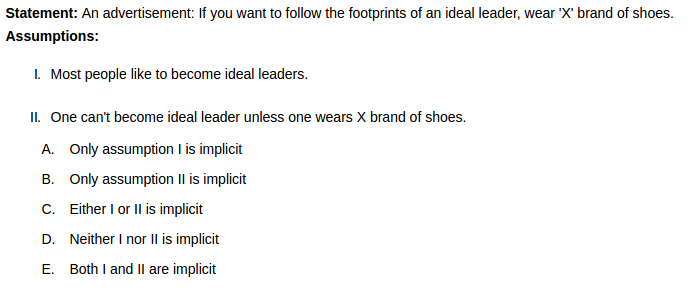 Statement: An advertisement: If you want to follow the footprints of an ideal leader, wear 'X' brand of shoes.
Assumptions:
I. Most people like to become ideal leaders.
II. One can't become ideal leader unless one wears X brand of shoes.
A. Only assumption I is implicit
B. Only assumption II is implicit
C. Either I or II is implicit
D. Neither I nor II is implicit
E. Both I and II are implicit